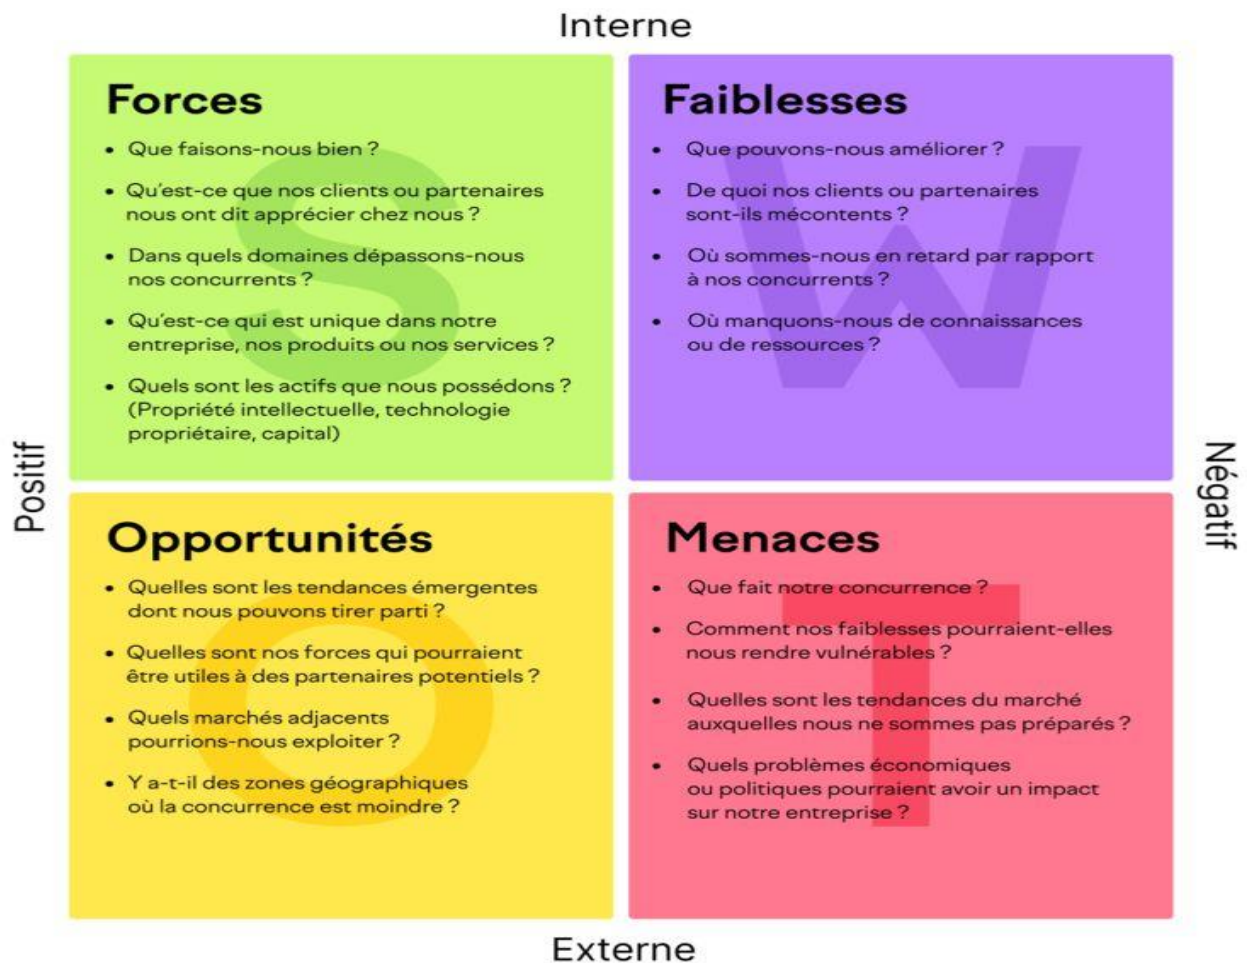 Interne
Forces
• Que faisons-nous bien ?
• Qu'est-ce que nos clients ou partenaires
nous ont dit apprécier chez nous ?
• Dans quels domaines dépassons-nous
nos concurrents ?
• Qu'est-ce qui est unique dans notre
entreprise, nos produits ou nos services ?
• Quels sont les actifs que nous possédons ?
(Propriété intellectuelle, technologie
propriétaire, capital)
S
Faiblesses
• Que pouvons-nous améliorer ?
• De quoi nos clients ou partenaires
sont-ils mécontents ?
• Où sommes-nous en retard par rapport
à nos concurrents ?
• Où manquons-nous de connaissances
ou de ressources ?
W
Positif
Négatif
Opportunités
• Quelles sont les tendances émergentes
dont nous pouvons tirer parti ?
• Quelles sont nos forces qui pourraient
être utiles à des partenaires potentiels ?
• Quels marchés adjacents
pourrions-nous exploiter ?
• Y a-t-il des zones géographiques
où la concurrence est moindre ?
O
Menaces
• Que fait notre concurrence ?
• Comment nos faiblesses pourraient-elles
nous rendre vulnérables ?
• Quelles sont les tendances du marché
auxquelles nous ne sommes pas préparés ?
• Quels problèmes économiques
ou politiques pourraient avoir un impact
sur notre entreprise ?
T
Externe